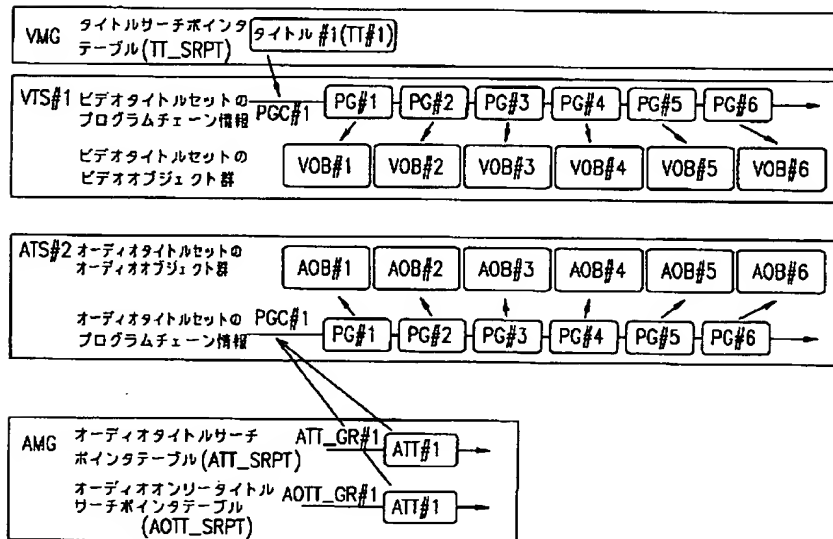 VMG タイトルサーチポインタ
テーブル(TT_SRPT)
タイトル #1(TT#1)
VTS#1 ビデオタイトルセットの
プログラムチェーン情報
PGC#1
PG#1 PG#2 PG#3 PG#4 PG#5 PG#6
ビデオタイトルセットの
ビデオオブジェクト群
VOB#1 VOB#2 VOB#3 VOB#4 VOB#5 VOB#6
ATS#2 オーディオタイトルセットの
オーディオオブジェクト群
AOB#1 AOB#2 AOB#3 AOB#4 AOB#5 AOB#6
オーディオタイトルセットの
プログラムチェーン情報
PGC#1
PG#1 PG#2 PG#3 PG#4 PG#5 PG#6
AMG オーディオタイトルサーチ
ポインタテーブル(ATT_SRPT)
ATT_GR#1
ATT#1
オーディオオンリータイトル
サーチポインタテーブル
(AOTT_SRPT)
AOTT_GR#1
ATT#1